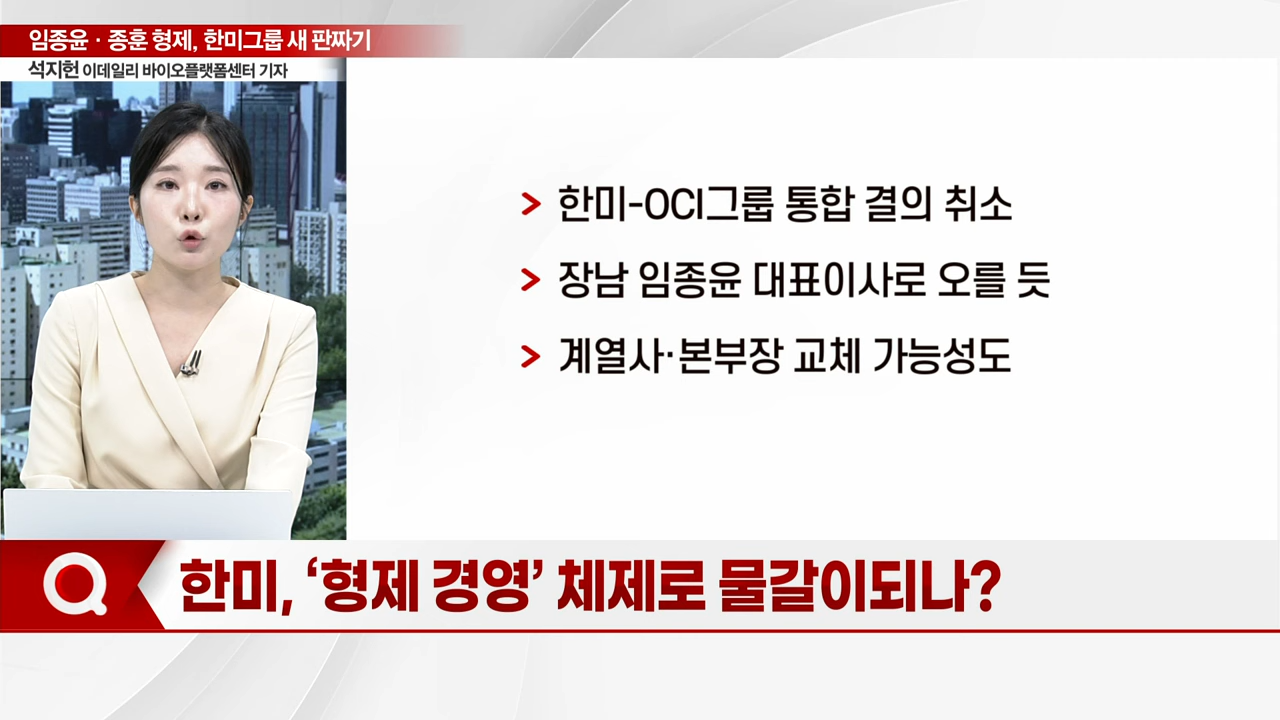 임종윤 · 종훈 형제, 한미그룹 새 판짜기
석지헌 이데일리 바이오플랫폼센터 기자
> 한미-OCI그룹 통합 결의 취소
> 장남 임종윤 대표이사로 오를 듯
> 계열사·본부장 교체 가능성도
Q 한미, ‘형제 경영’ 체제로 물갈이되나?